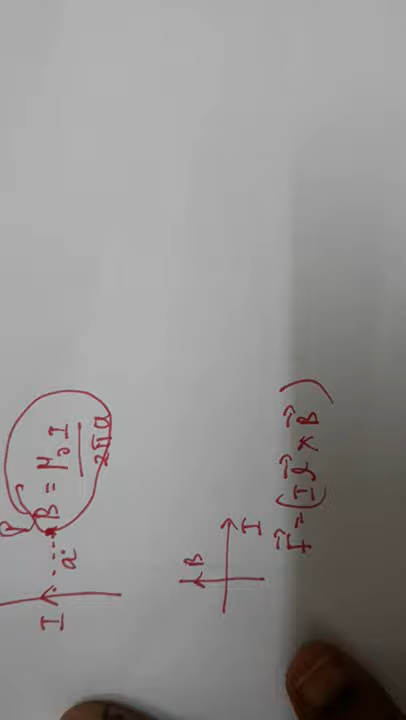 P
B = μ₀I / 2πa
I
a
B
I
F⃗ = (I l⃗ × B⃗)